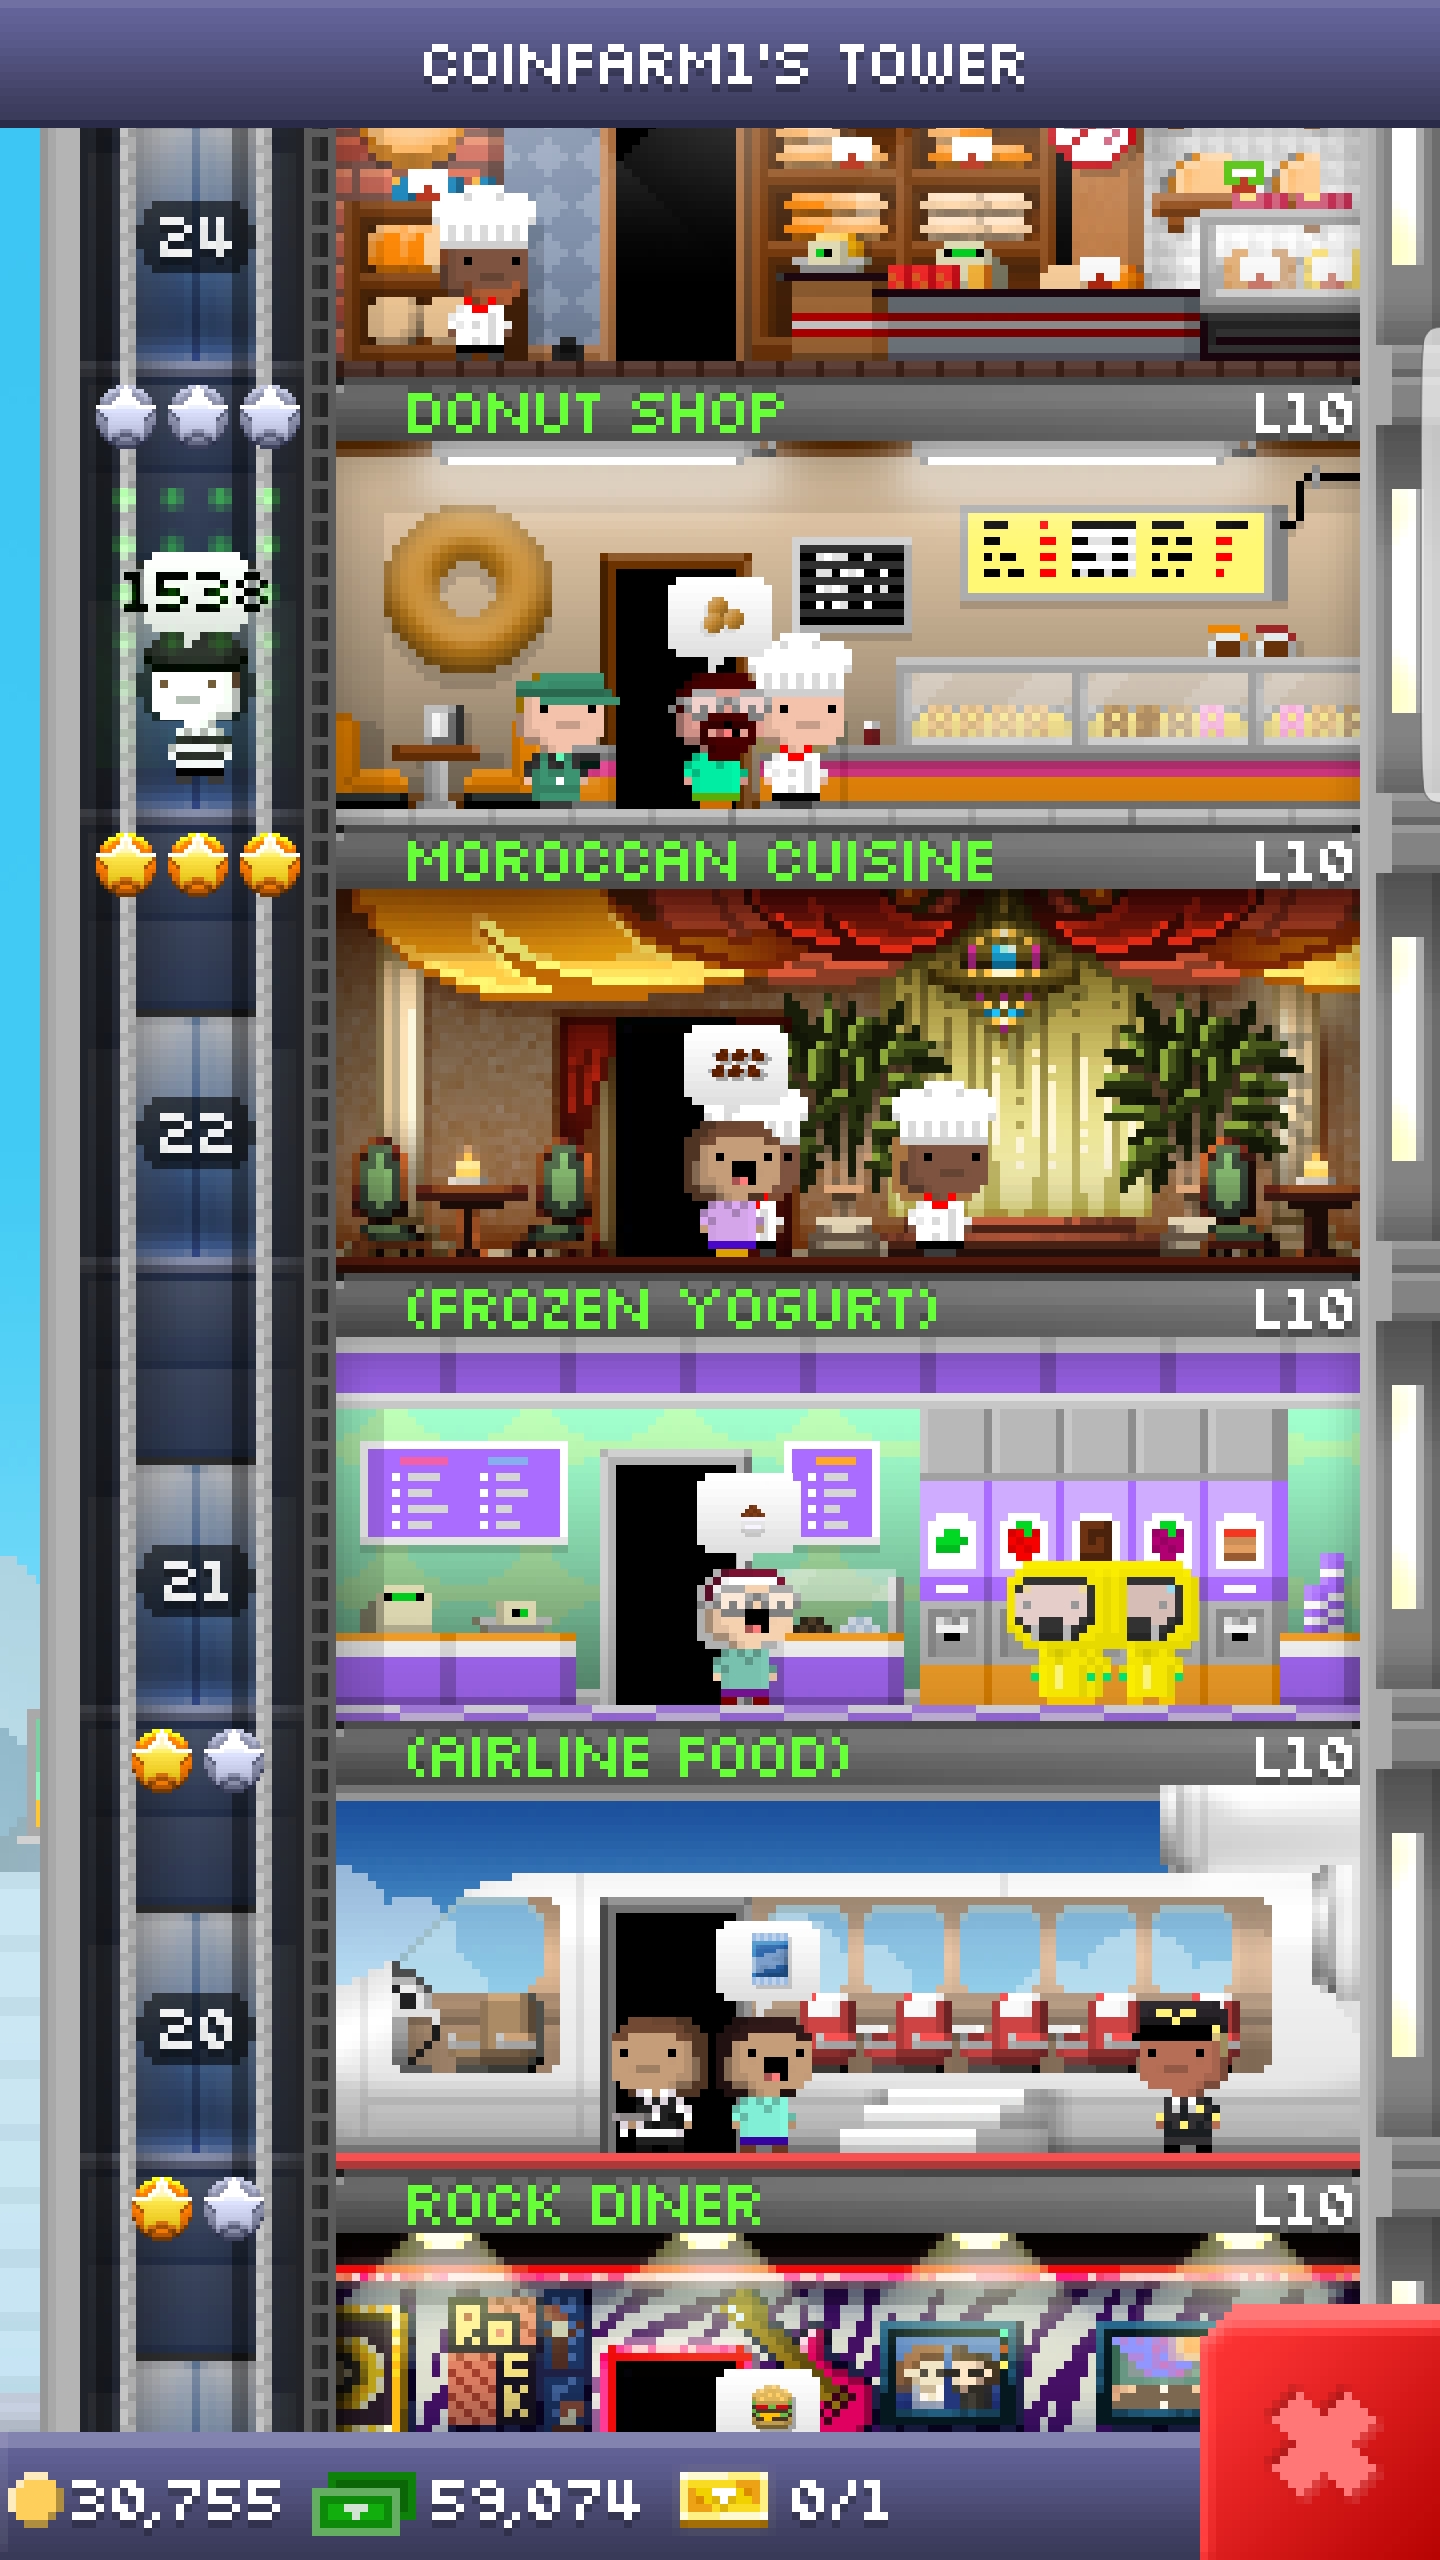 COINFARM1'S TOWER
24
DONUT SHOP L10
1538
MOROCCAN CUISINE L10
22
(FROZEN YOGURT) L10
21
(AIRLINE FOOD) L10
20
ROCK DINER L10
ROCK
30,755 59,074 0/1